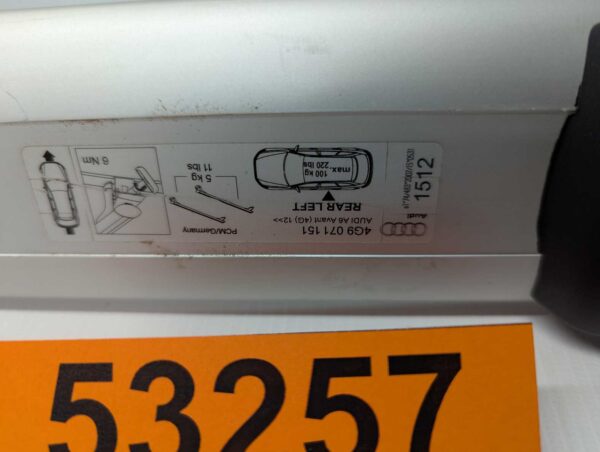 4G9 071 151
AUDI A6 Avant (4G) 12>>
REAR LEFT
max.
100 kg
220 lbs
PCM/Germany
5 kg
11 lbs
6 Nm
Audi
1512
53257